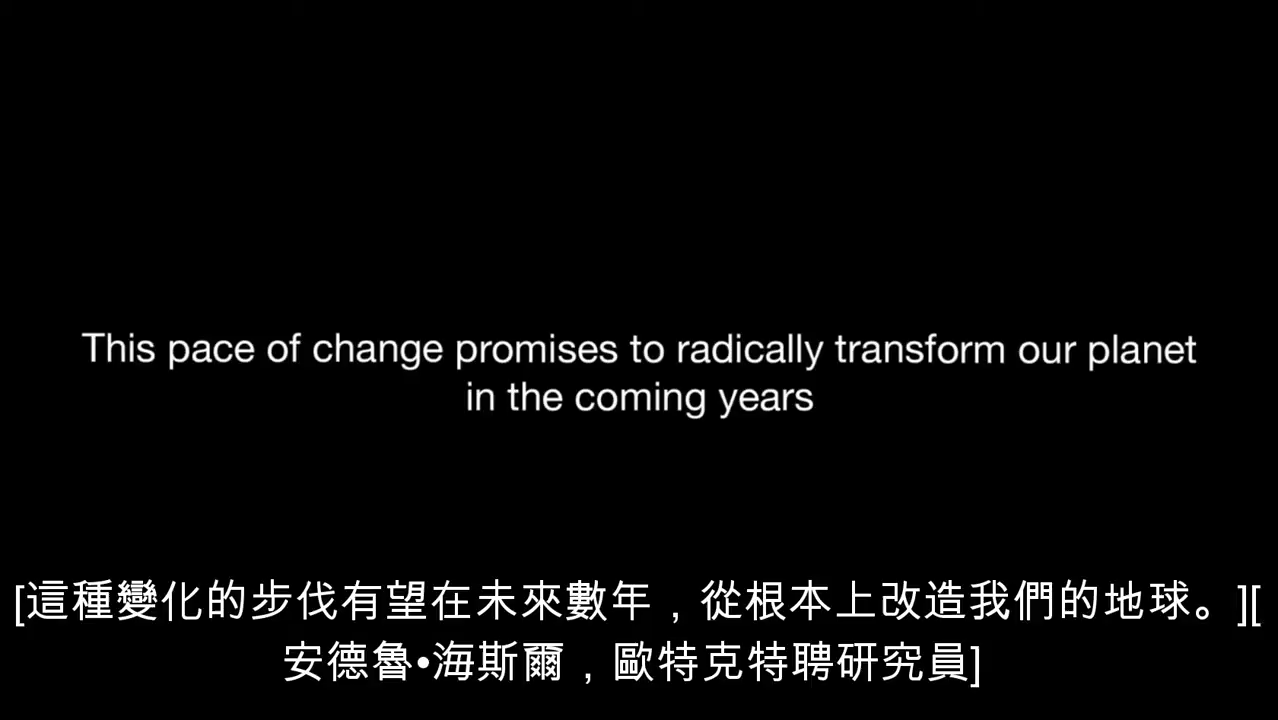 This pace of change promises to radically transform our planet
in the coming years
[這種變化的步伐有望在未來數年，從根本上改造我們的地球。][
安德魯•海斯爾，歐特克特聘研究員]